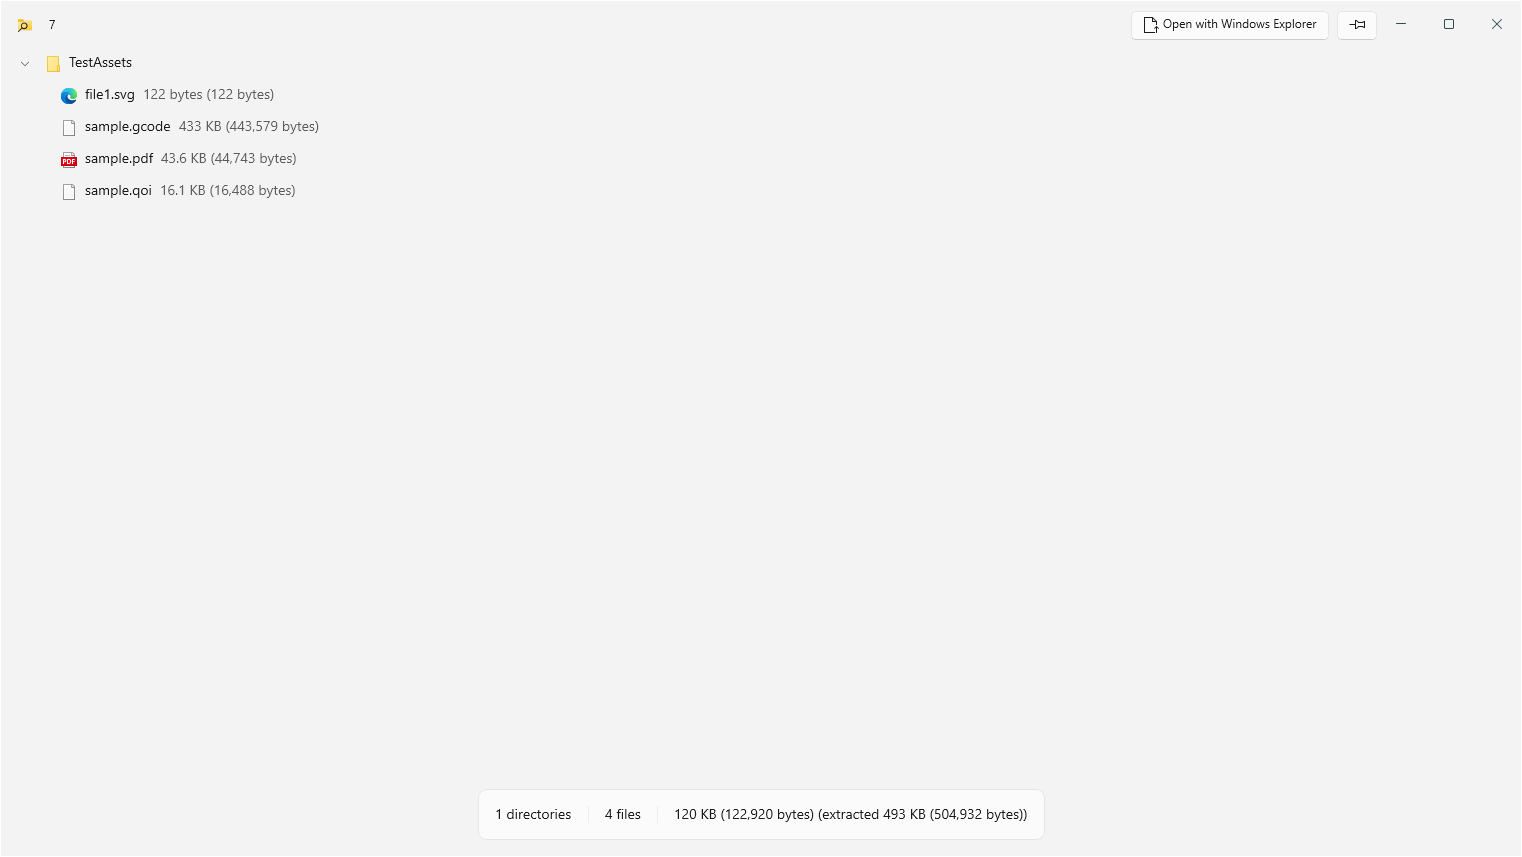 7
Open with Windows Explorer
TestAssets
file1.svg 122 bytes (122 bytes)
sample.gcode 433 KB (443,579 bytes)
PDF sample.pdf 43.6 KB (44,743 bytes)
sample.qoi 16.1 KB (16,488 bytes)
1 directories 4 files 120 KB (122,920 bytes) (extracted 493 KB (504,932 bytes))